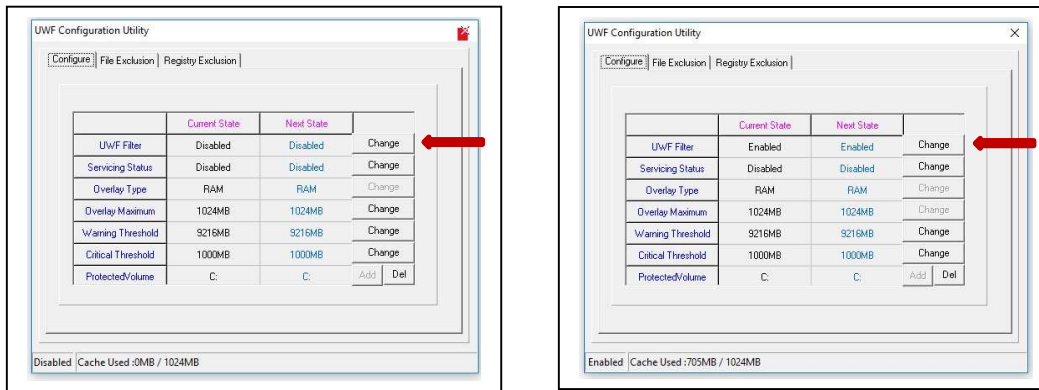 UWF Configuration Utility
Configure File Exclusion Registry Exclusion
Current State Next State
UWF Filter Disabled Disabled Change
Servicing Status Disabled Disabled Change
Overlay Type RAM RAM Change
Overlay Maximum 1024MB 1024MB Change
Warning Threshold 9216MB 9216MB Change
Critical Threshold 1000MB 1000MB Change
ProtectedVolume C: C: Add Del
Disabled Cache Used :0MB / 1024MB
UWF Configuration Utility
Configure File Exclusion Registry Exclusion
Current State Next State
UWF Filter Enabled Enabled Change
Servicing Status Disabled Disabled Change
Overlay Type RAM RAM Change
Overlay Maximum 1024MB 1024MB Change
Warning Threshold 9216MB 9216MB Change
Critical Threshold 1000MB 1000MB Change
ProtectedVolume C: C: Add Del
Enabled Cache Used :705MB / 1024MB